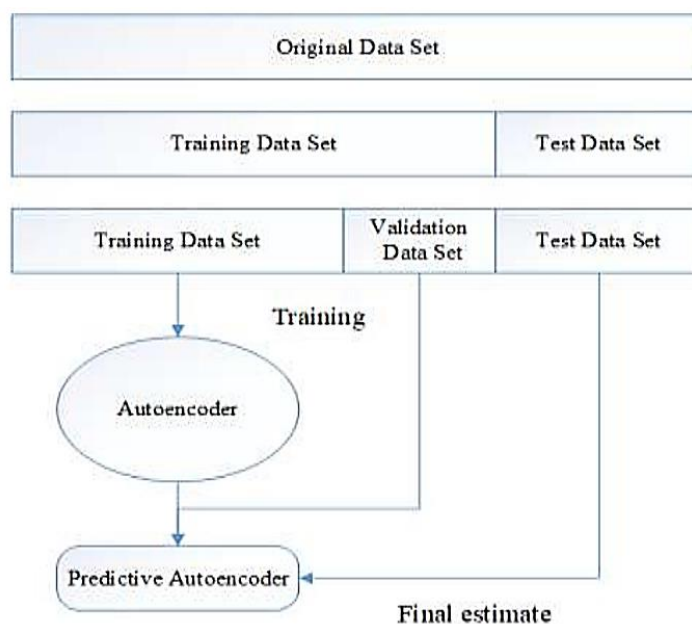 Original Data Set
Training Data Set
Test Data Set
Training Data Set
Validation
Data Set
Test Data Set
Training
Autoencoder
Predictive Autoencoder
Final estimate